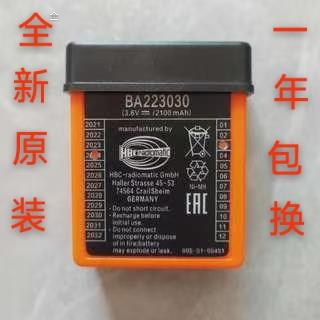 全新原装
一年包换
BA223030
(3.6V⎓/2100mAh)
manufactured by
HBC-radiomatic
HBC-radiomatic GmbH
Haller Strasse 45-53
74564 CrailSheim
GERMANY
Ni-MH
EAC
- Do not short circuit.
- Recharge before
initial use.
- Do not connect
improperly or dispose
of in fire:battery
may explode or leak.
2021
2022
2023
2025
2026
2027
2028
2029
2030
2031
2032
01
02
03
04
05
06
07
08
09
10
11
12